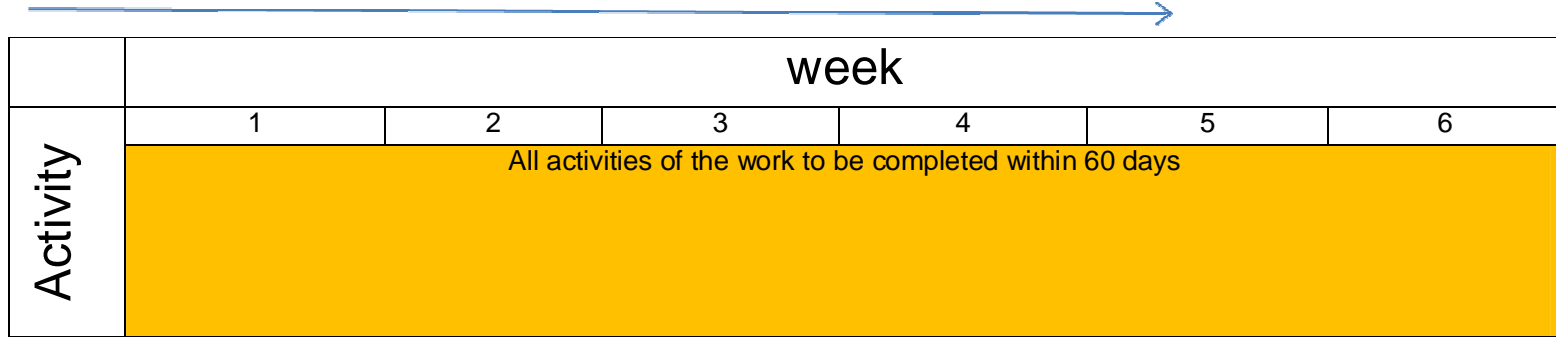 week
1 2 3 4 5 6
Activity
All activities of the work to be completed within 60 days